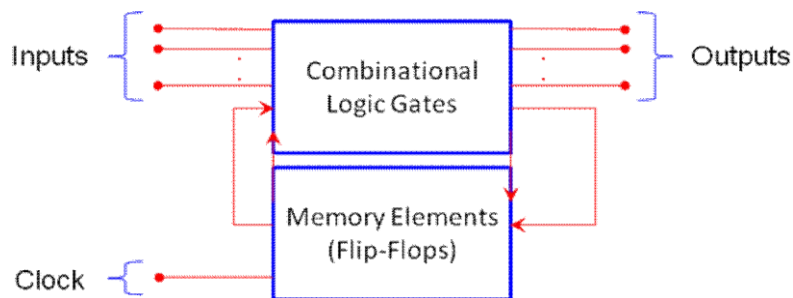 Inputs
Combinational
Logic Gates
Outputs
Memory Elements
(Flip-Flops)
Clock